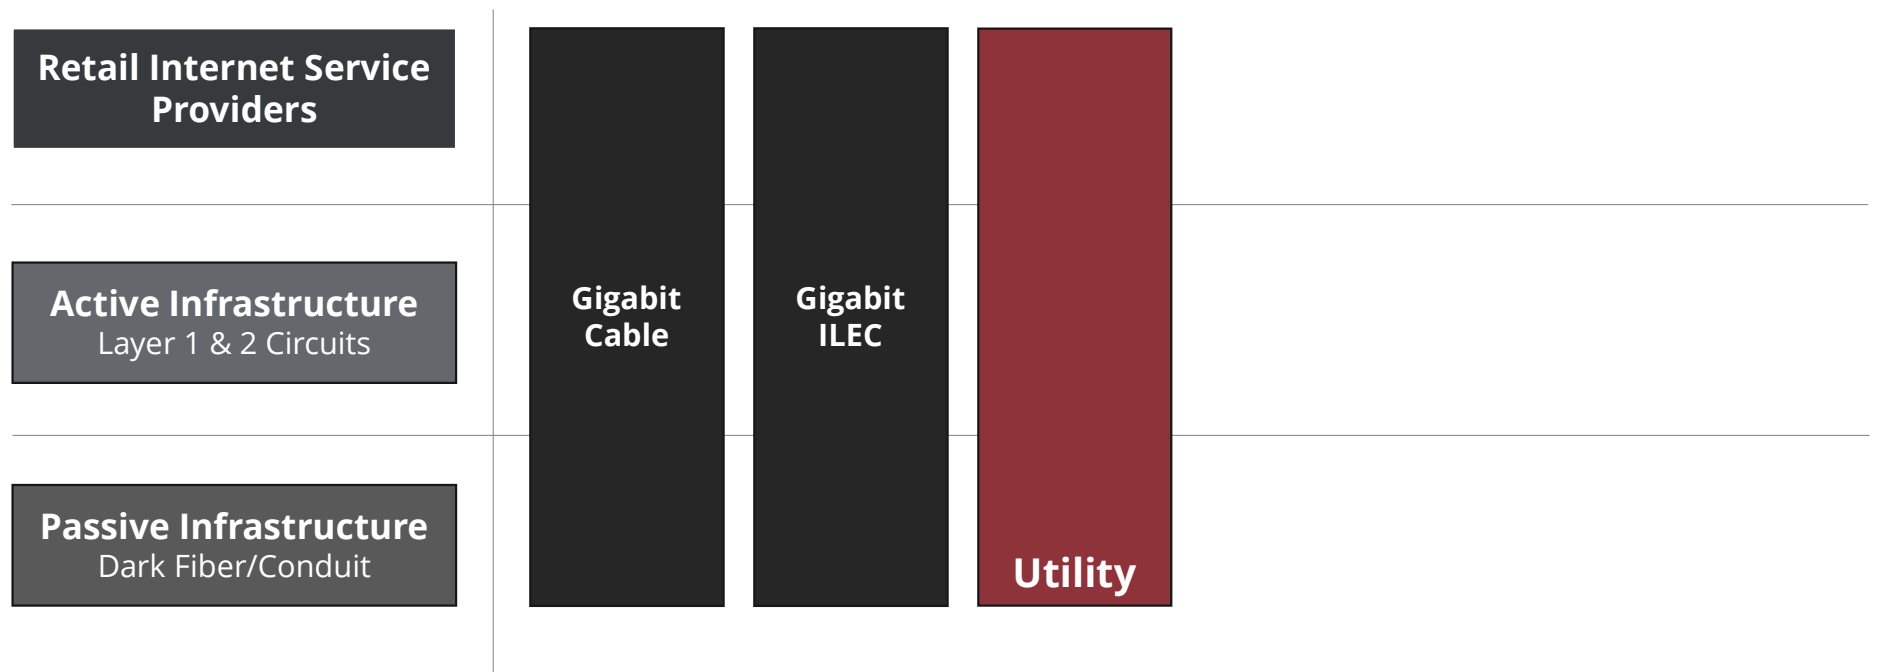 Retail Internet Service
Providers
Active Infrastructure
Layer 1 & 2 Circuits
Passive Infrastructure
Dark Fiber/Conduit
Gigabit
Cable
Gigabit
ILEC
Utility